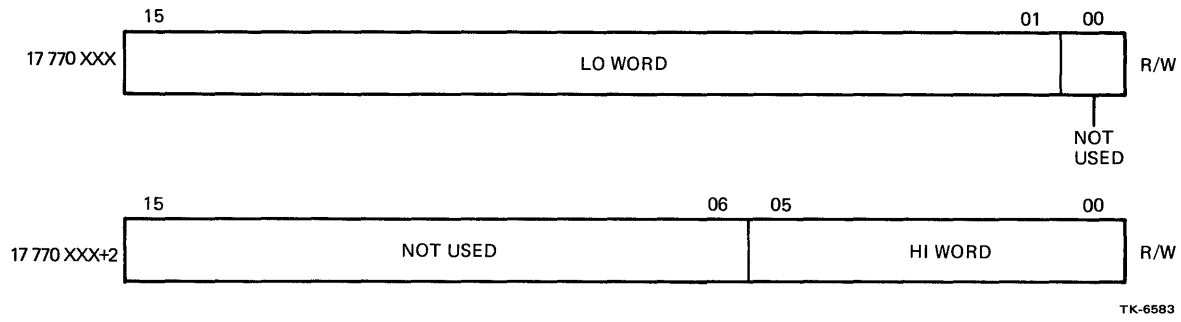 15 01 00
17 770 XXX LO WORD R/W
NOT
USED
15 06 05 00
17 770 XXX+2 NOT USED HI WORD R/W
TK-6583